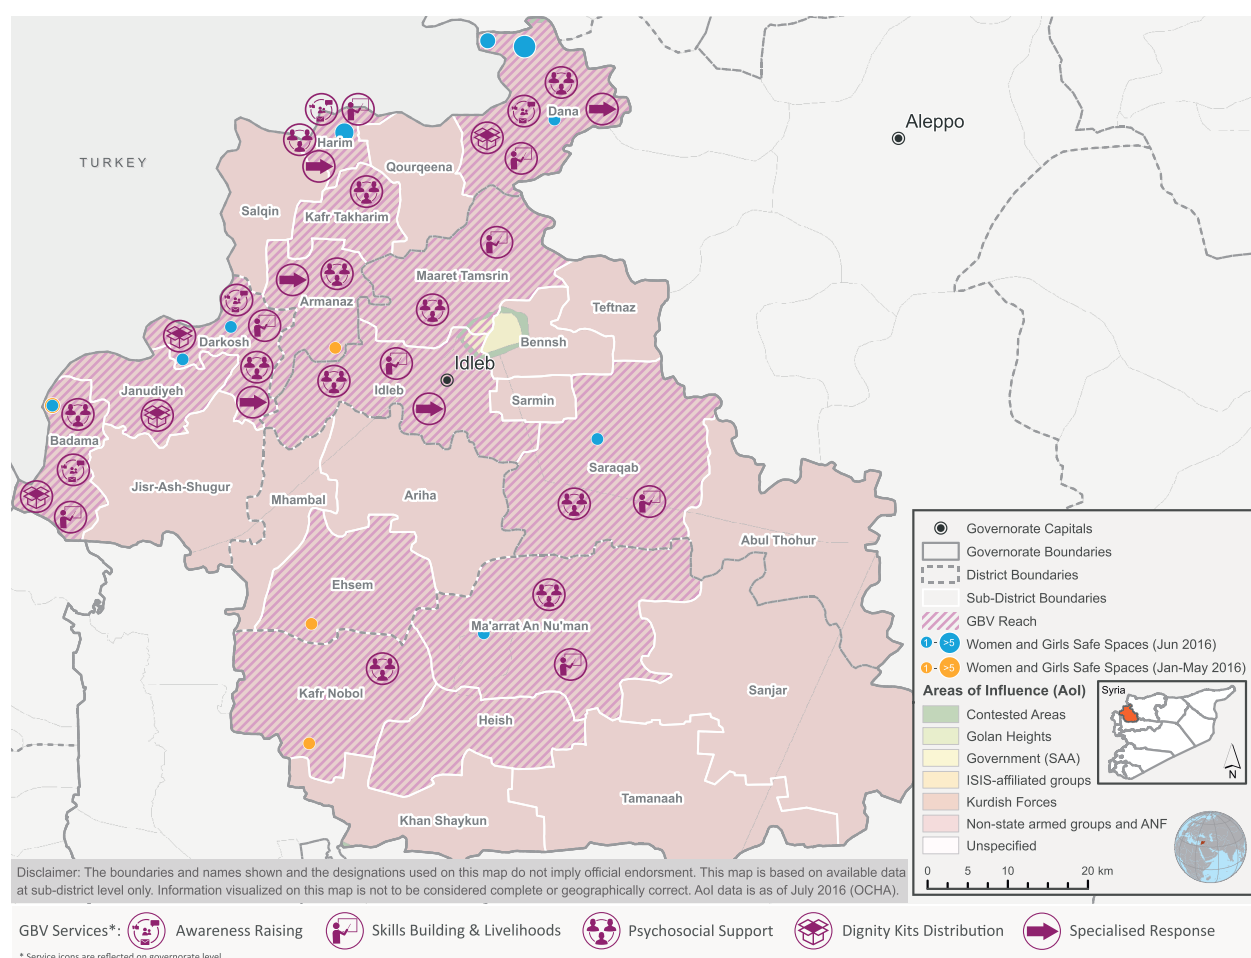 Aleppo
Dana
TURKEY
Harim
Qourqeena
Salqin
Kafr Takharim
Maaret Tamsrin
Armanaz
Teftnaz
Darkosh
Bennsh
Idleb
Janudiyeh
Idleb
Sarmin
Badama
Saraqab
Jisr-Ash-Shugur
Mhambal
Ariha
Abul Thohur
Ehsem
Ma'arrat An Nu'man
Kafr Nobol
Sanjar
Heish
Tamanaah
Khan Shaykun
Governorate Capitals
Governorate Boundaries
District Boundaries
Sub-District Boundaries
GBV Reach
1 - >5 Women and Girls Safe Spaces (Jun 2016)
1 - >5 Women and Girls Safe Spaces (Jan-May 2016)
Areas of Influence (AoI)
Contested Areas
Golan Heights
Government (SAA)
ISIS-affiliated groups
Kurdish Forces
Non-state armed groups and ANF
Unspecified
Syria
N
0 5 10 20 km
Disclaimer: The boundaries and names shown and the designations used on this map do not imply official endorsment. This map is based on available data
at sub-district level only. Information visualized on this map is not to be considered complete or geographically correct. AoI data is as of July 2016 (OCHA).
GBV Services*: Awareness Raising Skills Building & Livelihoods Psychosocial Support Dignity Kits Distribution Specialised Response
* Service icons are reflected on governorate level